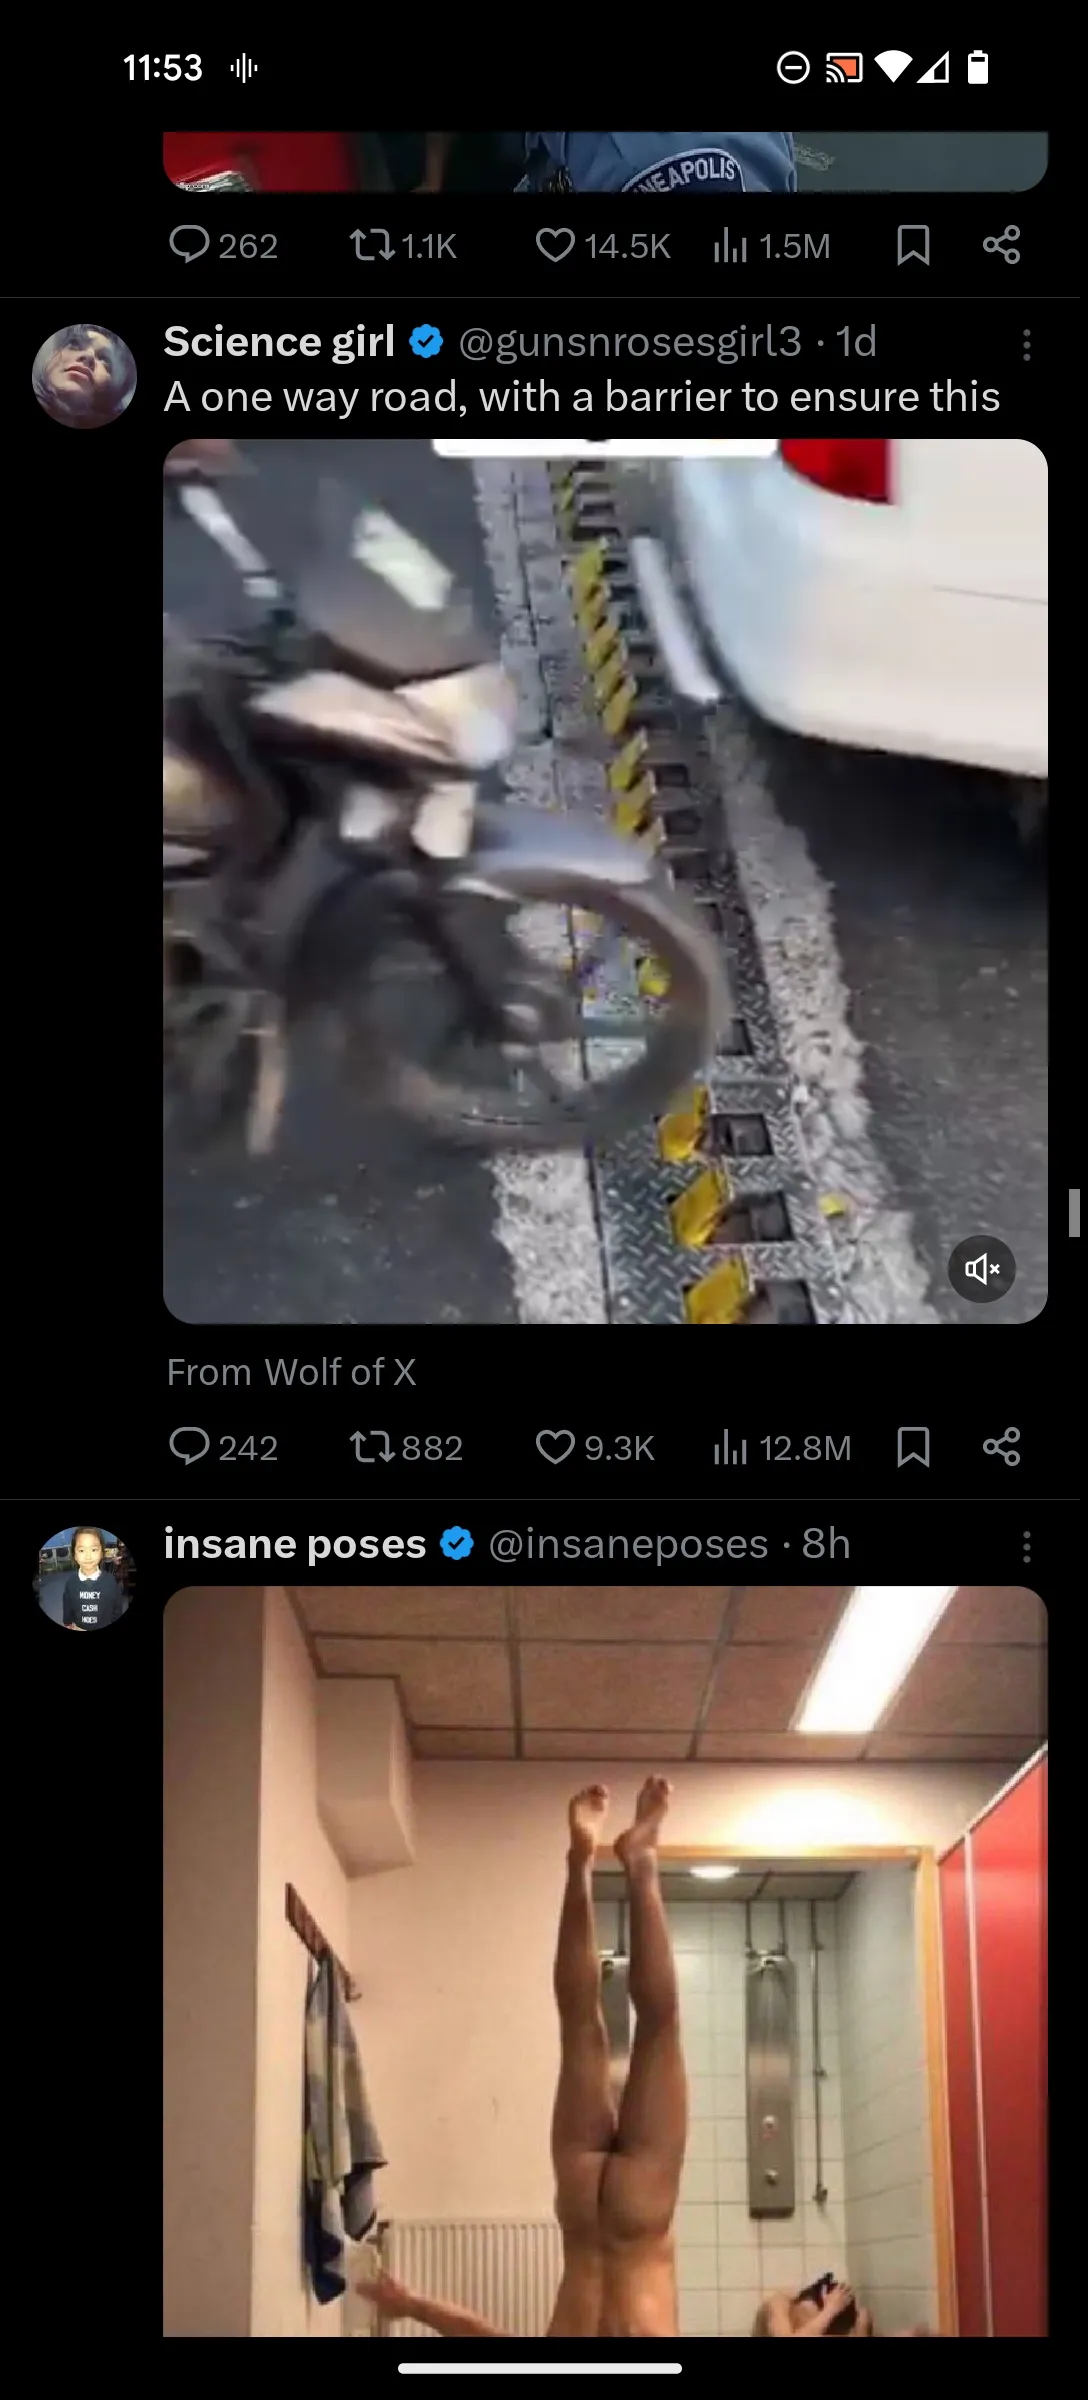 11:53
NEAPOLIS
262 1.1K 14.5K 1.5M
Science girl @gunsnrosesgirl3 · 1d
A one way road, with a barrier to ensure this
From Wolf of X
242 882 9.3K 12.8M
insane poses @insaneposes · 8h
MONEY
CASH
HOES